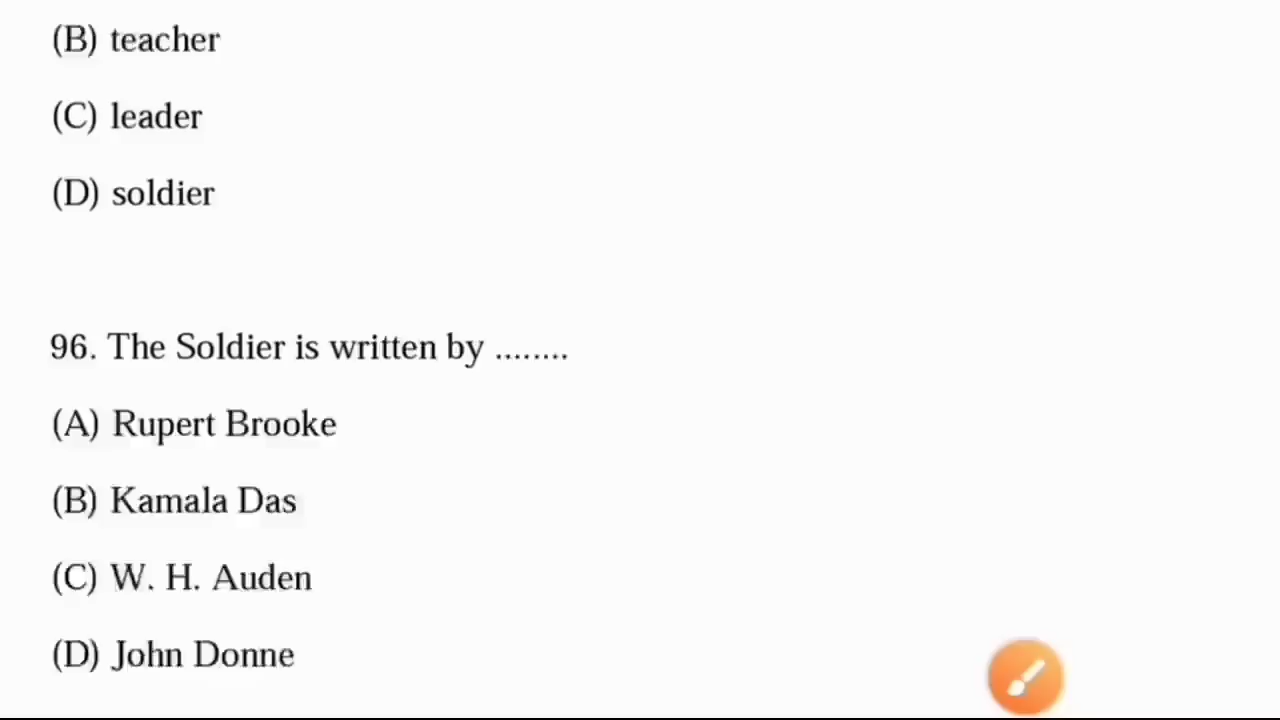 (B) teacher
(C) leader
(D) soldier
96. The Soldier is written by ........
(A) Rupert Brooke
(B) Kamala Das
(C) W. H. Auden
(D) John Donne